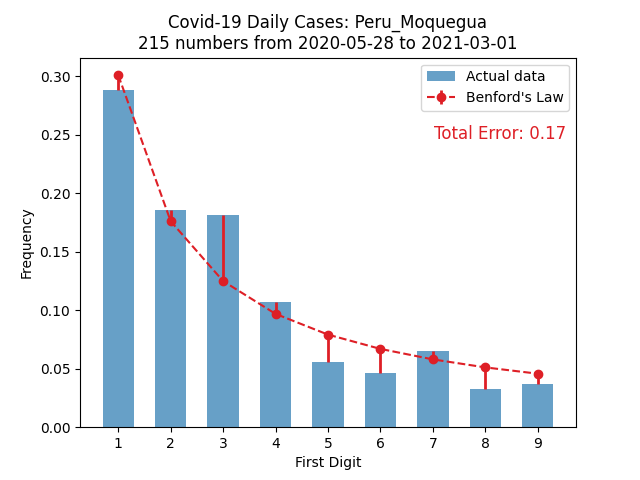 Covid-19 Daily Cases: Peru_Moquegua
215 numbers from 2020-05-28 to 2021-03-01
Actual data
Benford's Law
Total Error: 0.17
Frequency
0.30
0.25
0.20
0.15
0.10
0.05
0.00
1 2 3 4 5 6 7 8 9
First Digit